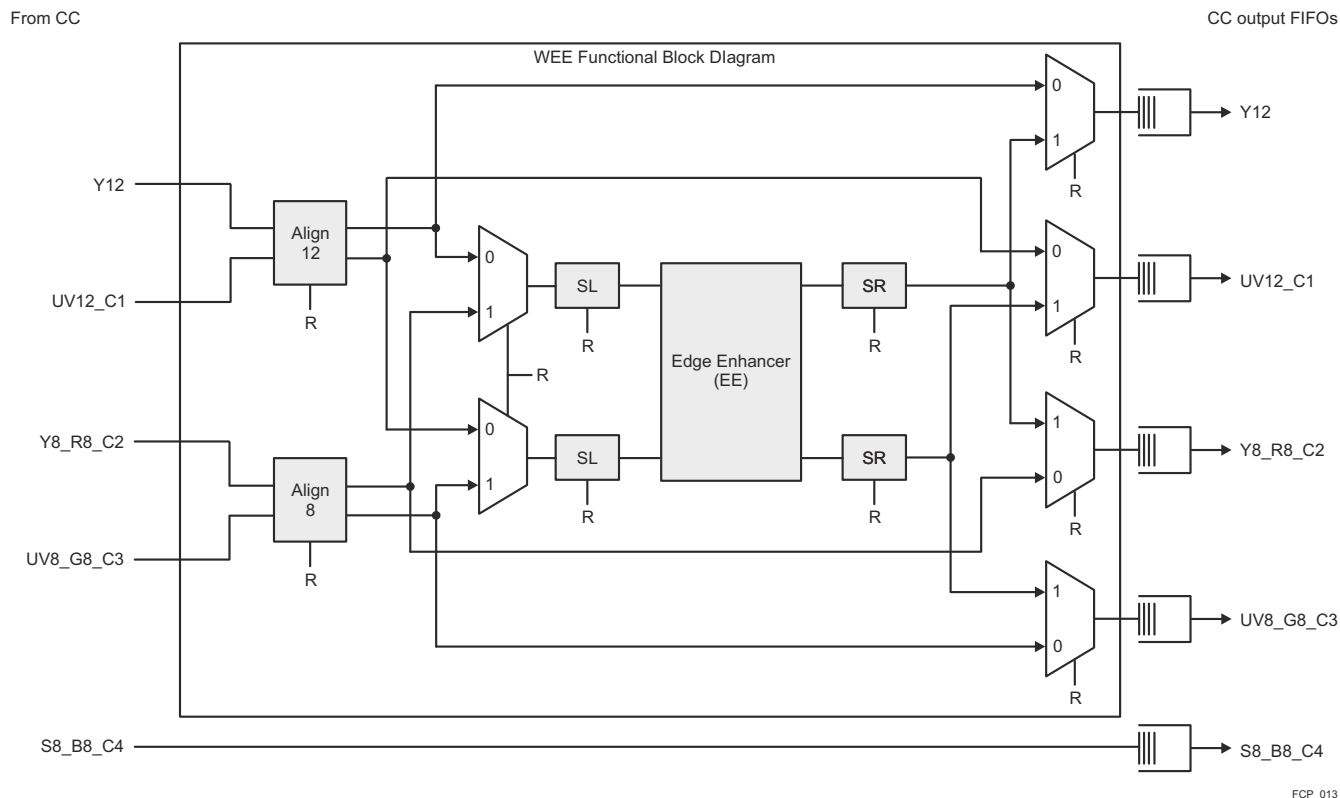 From CC
CC output FIFOs
WEE Functional Block DIagram
0
Y12
1
R
Y12
Align
12
R
UV12_C1
0
1
SL
R
SR
R
0
1
R
UV12_C1
Edge Enhancer
(EE)
R
Y8_R8_C2
Align
8
R
UV8_G8_C3
0
1
SL
R
SR
R
1
0
R
Y8_R8_C2
1
0
R
UV8_G8_C3
S8_B8_C4
S8_B8_C4
FCP_013